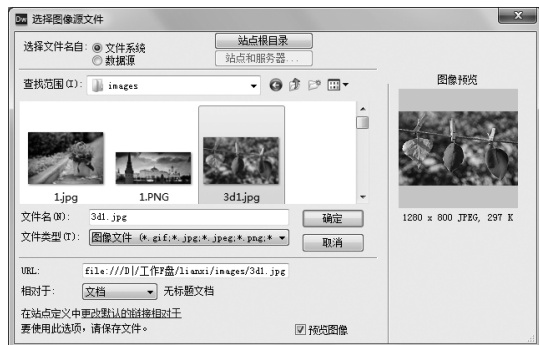 Dw 选择图像源文件
选择文件名自: 文件系统 站点根目录
数据源 站点和服务器...
查找范围(I): images
1.jpg 1.PNG 3d1.jpg
文件名(N): 3d1.jpg 确定
文件类型(T): 图像文件 (*.gif;*.jpg;*.jpeg;*.png;* 取消
URL: file:///D|/工作F盘/lianxi/images/3d1.jpg
相对于: 文档 无标题文档
在站点定义中更改默认的链接相对于
要使用此选项,请保存文件。
预览图像
图像预览
1280 x 800 JPEG, 297 K